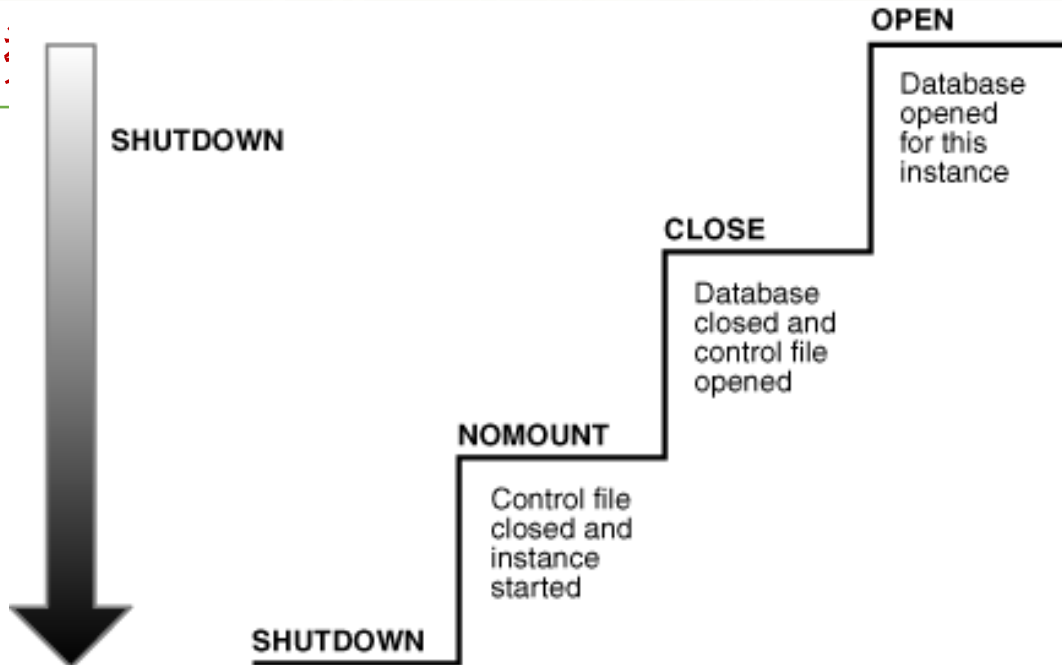 OPEN
Database
opened
for this
instance
SHUTDOWN
CLOSE
Database
closed and
control file
opened
NOMOUNT
Control file
closed and
instance
started
SHUTDOWN